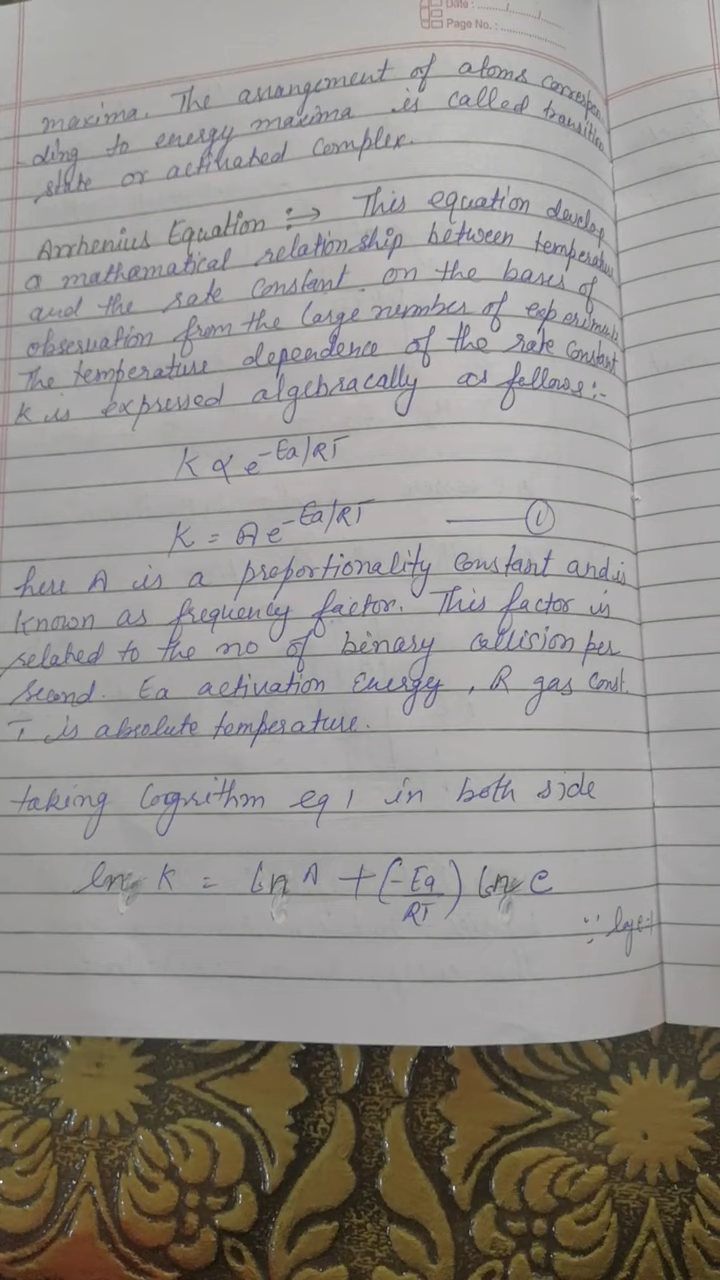 Date : ......../......../........
Page No. : ........................
maxima. The arrangement of atoms correspon
-ding to energy maxima is called transition
state or activated complex.
Arrhenius Equation :→ This equation develop
a mathematical relationship between temperature
and the rate constant. on the bases of
obseruation from the large number of experiments
The temperature dependence of the rate constant
K is expressed algebracally as follows:-
K ∝ e^-Ea/RT
K = A e^-Ea/RT ——— ①
here A is a proportionality constant and is
known as frequency factor. This factor is
related to the no of binary collision per
second. Ea activation Energy, R gas const.
T is absolute temperature.
taking logrithm eq 1 in both side
ln K = ln A + (-Ea/RT) ln e
∵ lge=1